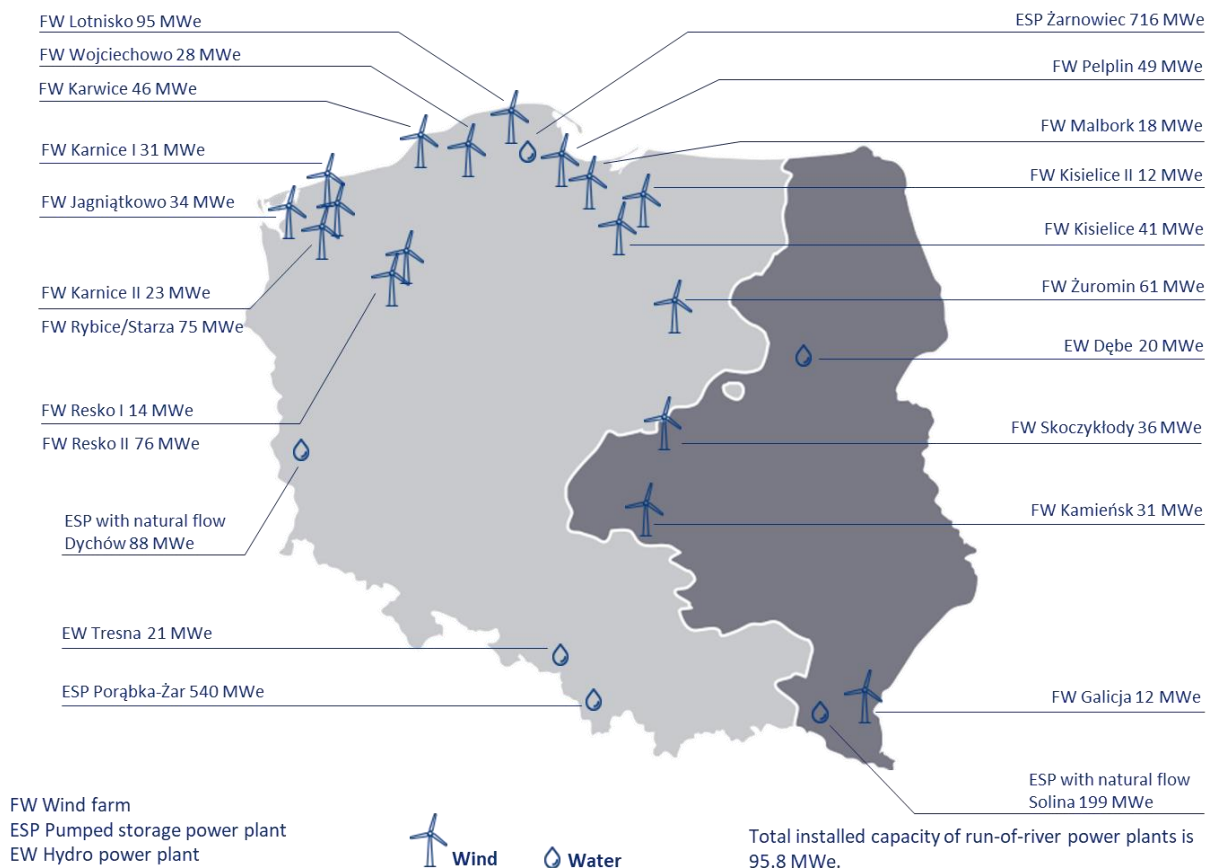 FW Lotnisko 95 MWe
FW Wojciechowo 28 MWe
FW Karwice 46 MWe
FW Karnice I 31 MWe
FW Jagniątkowo 34 MWe
FW Karnice II 23 MWe
FW Rybice/Starza 75 MWe
FW Resko I 14 MWe
FW Resko II 76 MWe
ESP with natural flow
Dychów 88 MWe
EW Tresna 21 MWe
ESP Porąbka-Żar 540 MWe
ESP Żarnowiec 716 MWe
FW Pelplin 49 MWe
FW Malbork 18 MWe
FW Kisielice II 12 MWe
FW Kisielice 41 MWe
FW Żuromin 61 MWe
EW Dębe 20 MWe
FW Skoczykłody 36 MWe
FW Kamieńsk 31 MWe
FW Galicja 12 MWe
ESP with natural flow
Solina 199 MWe
FW Wind farm
ESP Pumped storage power plant
EW Hydro power plant
Wind
Water
Total installed capacity of run-of-river power plants is
95.8 MWe.